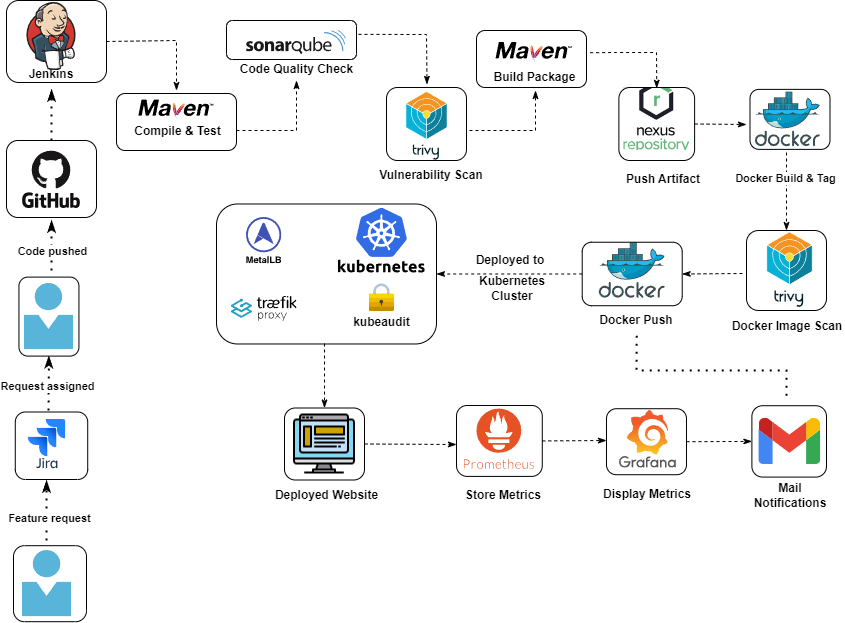 Jenkins
Maven™
Compile & Test
sonarqube
Code Quality Check
trivy
Vulnerability Scan
Maven™
Build Package
r
nexus
repository
Push Artifact
docker
Docker Build & Tag
GitHub
Code pushed
MetalLB
kubernetes
træfik
proxy
kubeaudit
Deployed to
Kubernetes
Cluster
docker
Docker Push
trivy
Docker Image Scan
Request assigned
Jira
Feature request
Deployed Website
Prometheus
Store Metrics
Grafana
Display Metrics
Mail
Notifications